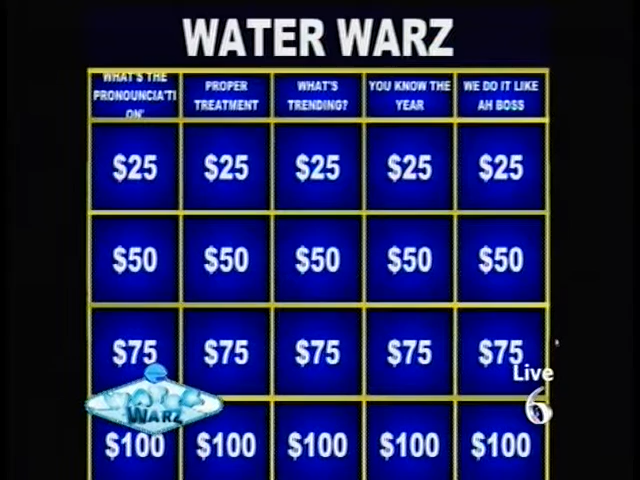 WATER WARZ
WHAT'S THE
PRONOUNCIA'TI
ON'
PROPER
TREATMENT
WHAT'S
TRENDING?
YOU KNOW THE
YEAR
WE DO IT LIKE
AH BOSS
$25 $25 $25 $25 $25
$50 $50 $50 $50 $50
$75 $75 $75 $75 $75
Live
6
WARZ
$100 $100 $100 $100 $100